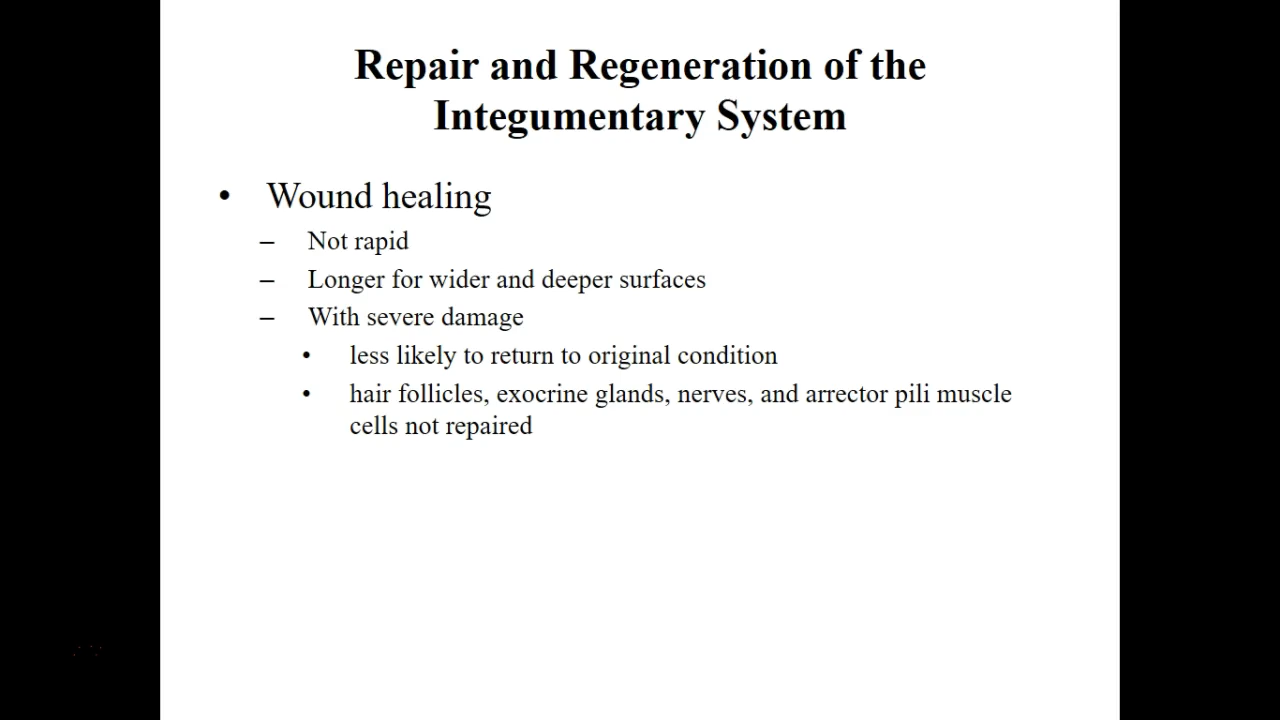 Repair and Regeneration of the
Integumentary System
• Wound healing
– Not rapid
– Longer for wider and deeper surfaces
– With severe damage
• less likely to return to original condition
• hair follicles, exocrine glands, nerves, and arrector pili muscle
cells not repaired